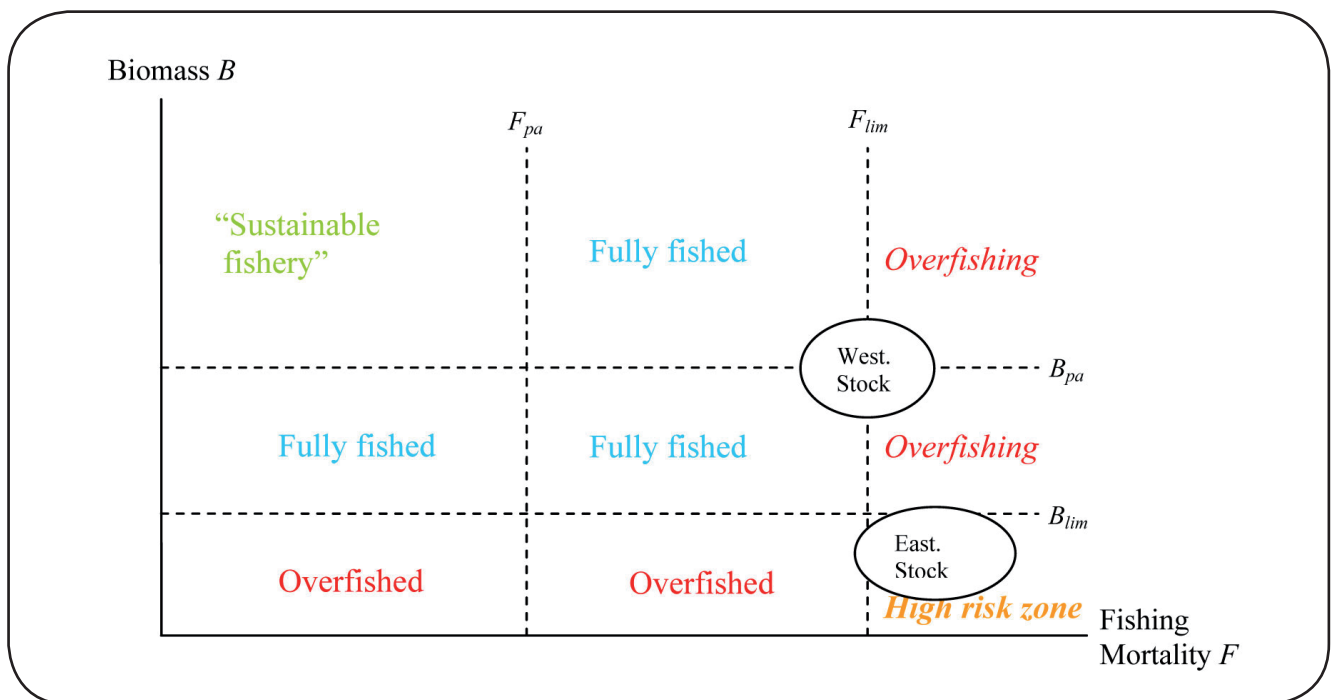 Biomass B
F_pa
F_lim
“Sustainable
fishery”
Fully fished
Overfishing
West.
Stock
B_pa
Fully fished
Fully fished
Overfishing
B_lim
East.
Stock
Overfished
Overfished
High risk zone
Fishing
Mortality F